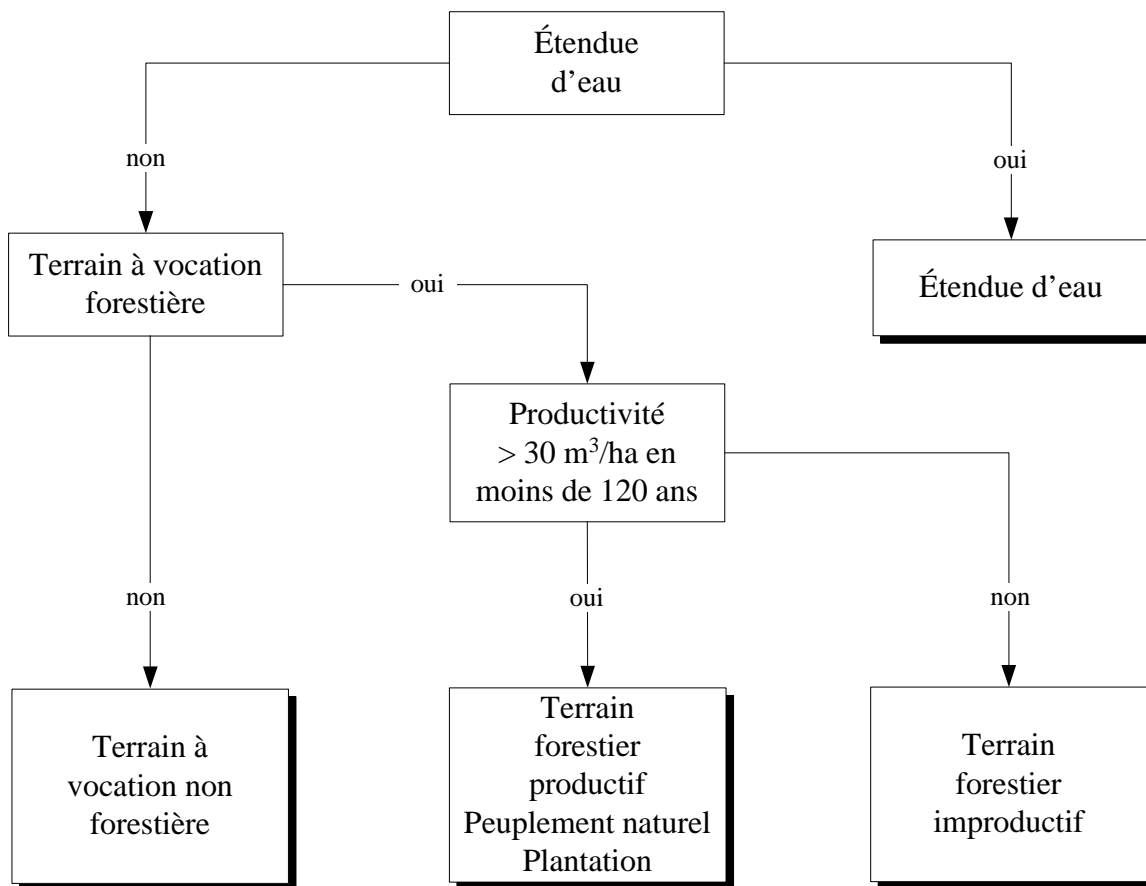 Étendue
d’eau
non
oui
Terrain à vocation
forestière
oui
Étendue d’eau
Productivité
> 30 m³/ha en
moins de 120 ans
non
oui
non
Terrain à
vocation non
forestière
Terrain
forestier
productif
Peuplement naturel
Plantation
Terrain
forestier
improductif